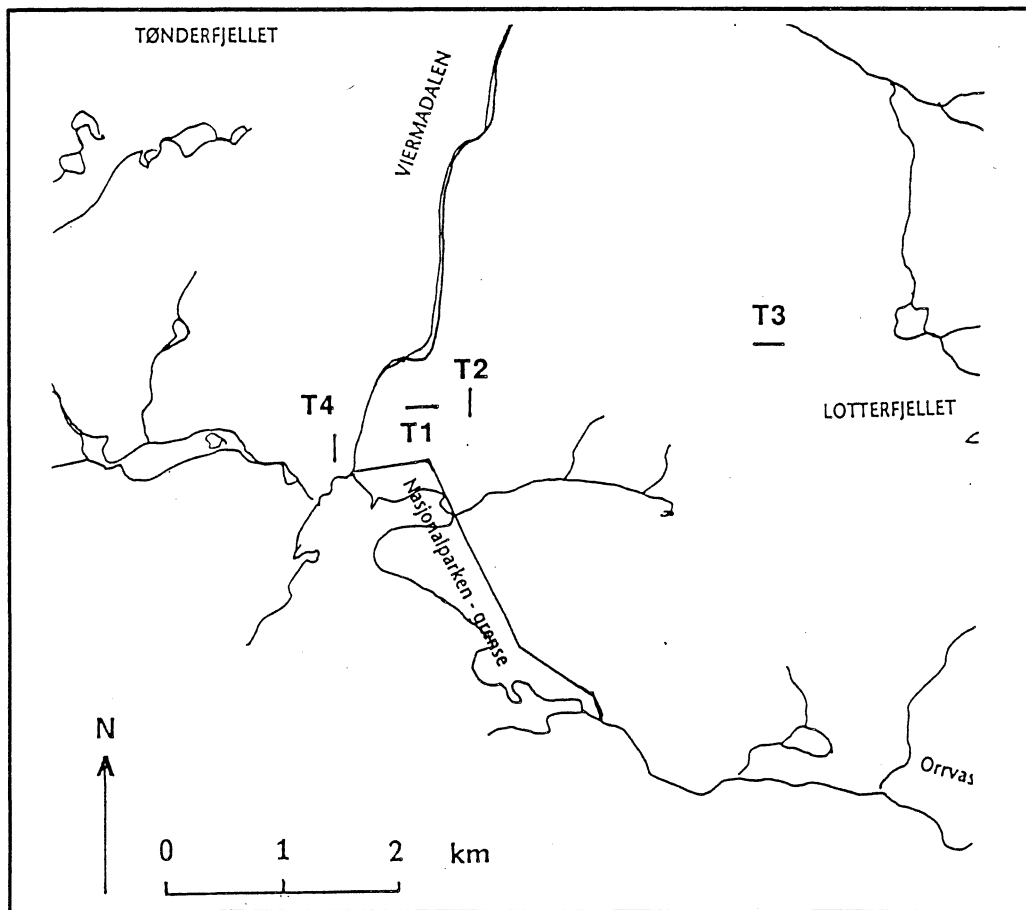 TØNDERFJELLET
VIERMADALEN
T3
T2
T4
LOTTERFJELLET
T1
Nasjonalparken - grense
N
Orrvas
0 1 2 km